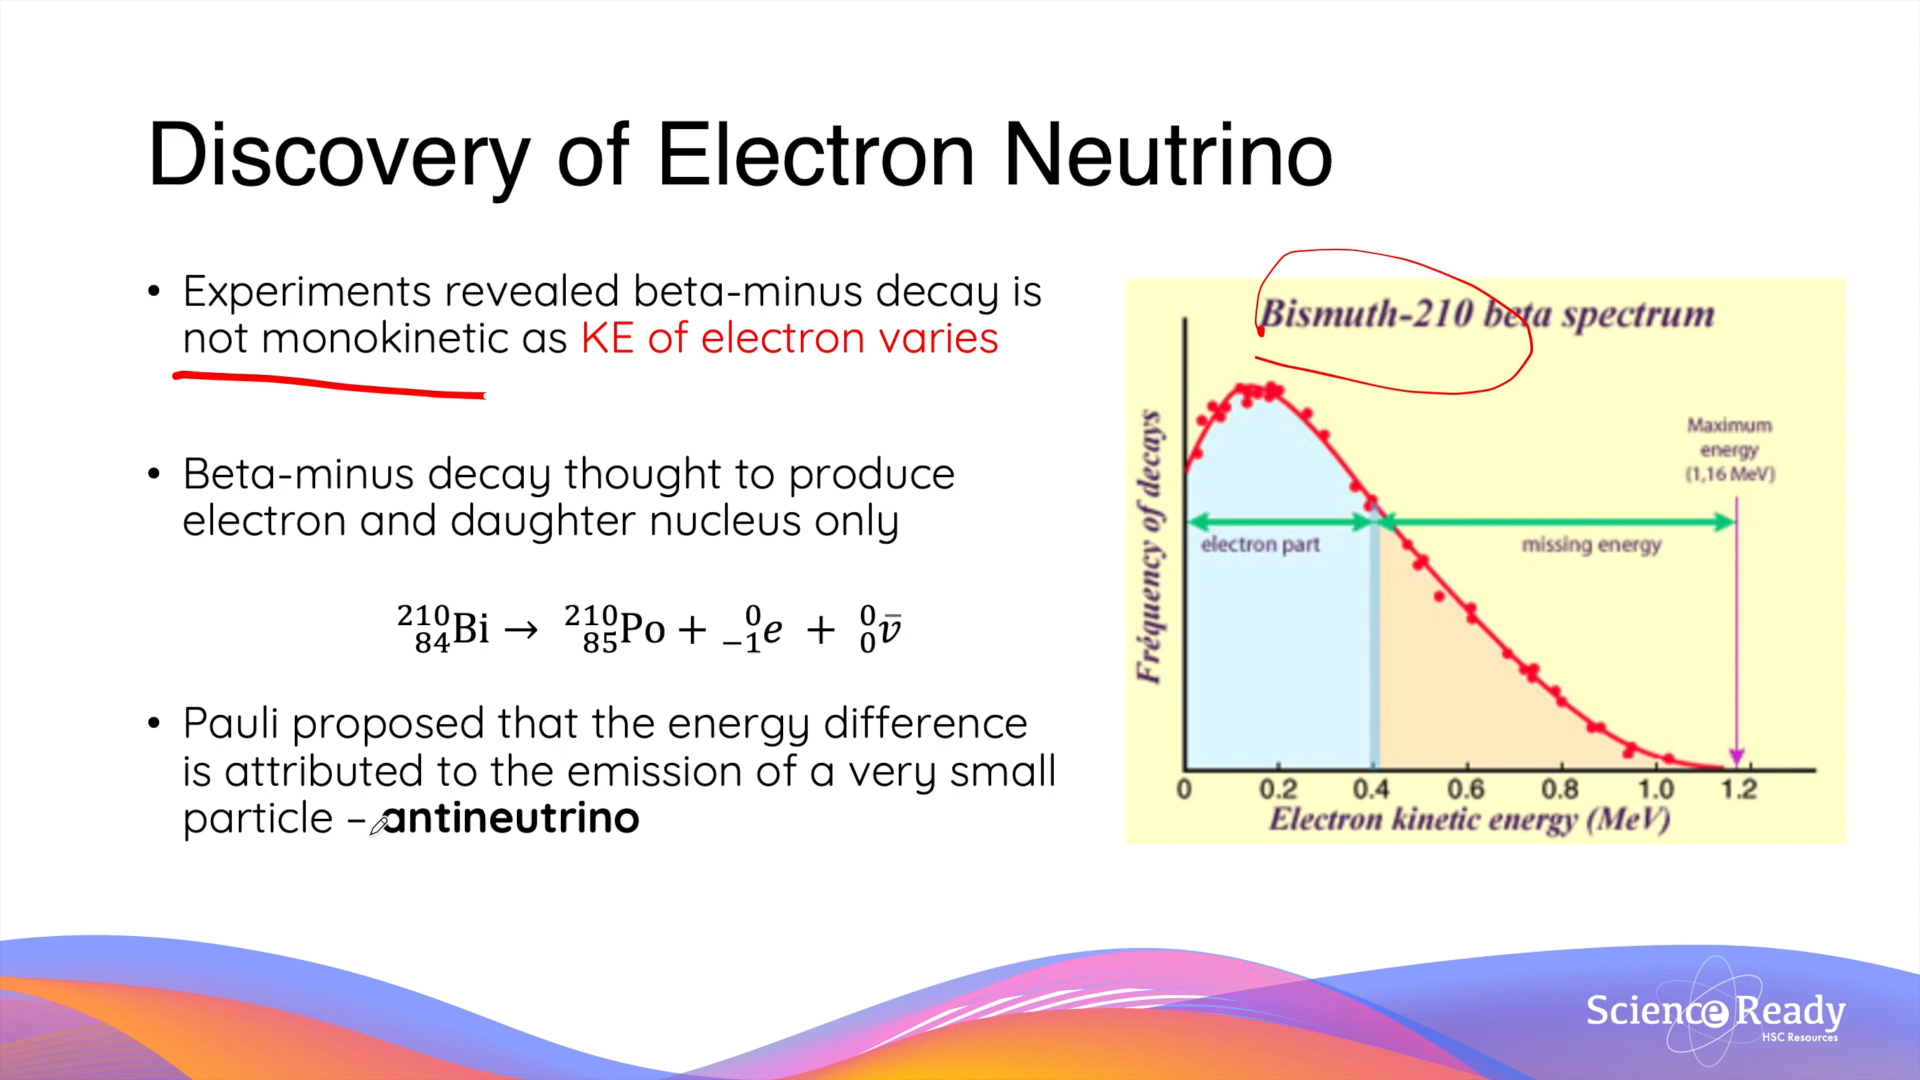 Discovery of Electron Neutrino
• Experiments revealed beta-minus decay is
not monokinetic as KE of electron varies
• Beta-minus decay thought to produce
electron and daughter nucleus only
²¹⁰₈₄Bi → ²¹⁰₈₅Po + ⁰₋₁e + ⁰₀v̄
• Pauli proposed that the energy difference
is attributed to the emission of a very small
particle – antineutrino
Bismuth-210 beta spectrum
Fréquency of decays
Maximum
energy
(1,16 MeV)
electron part
missing energy
0 0.2 0.4 0.6 0.8 1.0 1.2
Electron kinetic energy (MeV)
Science Ready
HSC Resources